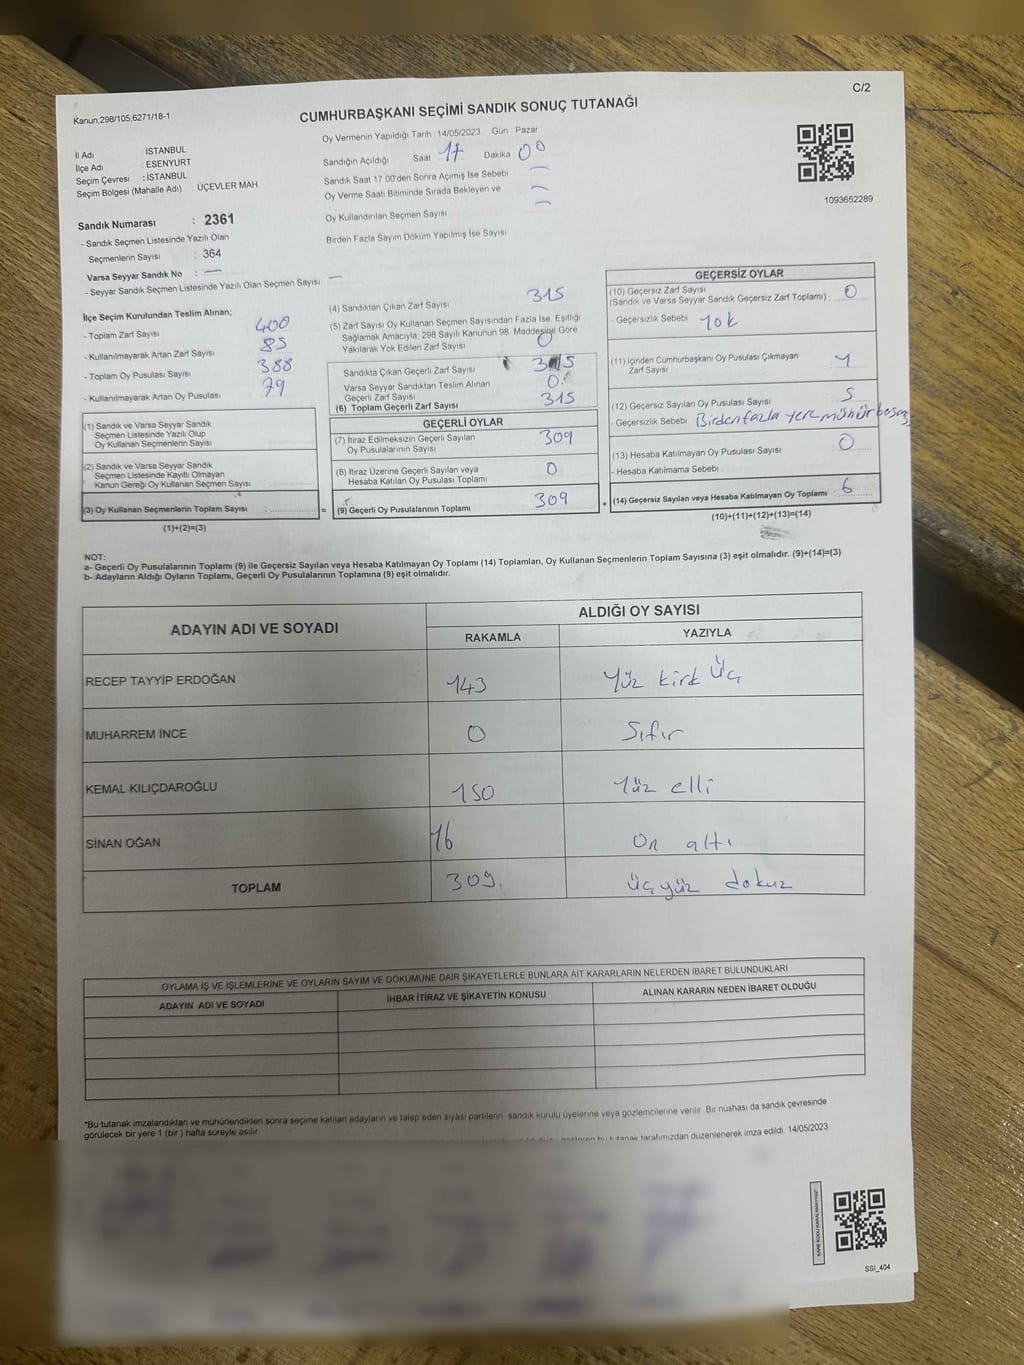 C/2
Kanun,298/105,6271/18-1
CUMHURBAŞKANI SEÇİMİ SANDIK SONUÇ TUTANAĞI
İl Adı : İSTANBUL
İlçe Adı : ESENYURT
Seçim Çevresi : İSTANBUL
Seçim Bölgesi (Mahalle Adı) : ÜÇEVLER MAH.
Oy Vermenin Yapıldığı Tarih : 14/05/2023 Gün Pazar
Sandığın Açıldığı Saat 17 Dakika 00
Sandık Saat 17:00'den Sonra Açımış İse Sebebi —
Oy Verme Saati Bitiminde Sırada Bekleyen ve —
Oy Kullandırılan Seçmen Sayısı —
Birden Fazla Sayım Döküm Yapılmış İse Sayısı
1093652289
Sandık Numarası : 2361
- Sandık Seçmen Listesinde Yazılı Olan
Seçmenlerin Sayısı : 364
Varsa Seyyar Sandık No : —
- Seyyar Sandık Seçmen Listesinde Yazılı Olan Seçmen Sayısı —
İlçe Seçim Kurulundan Teslim Alınan;
- Toplam Zarf Sayısı 400
- Kullanılmayarak Artan Zarf Sayısı 85
- Toplam Oy Pusulası Sayısı 388
- Kullanılmayarak Artan Oy Pusulası 79
(1) Sandık ve Varsa Seyyar Sandık
Seçmen Listesinde Yazılı Olup
Oy Kullanan Seçmenlerin Sayısı
(2) Sandık ve Varsa Seyyar Sandık
Seçmen Listesinde Kayıtlı Olmayan
Kanun Gereği Oy Kullanan Seçmen Sayısı
(3) Oy Kullanan Seçmenlerin Toplam Sayısı
(1)+(2)=(3)
(4) Sandıktan Çıkan Zarf Sayısı 315
(5) Zarf Sayısı Oy Kullanan Seçmen Sayısından Fazla İse, Eşitliği
Sağlamak Amacıyla, 298 Sayılı Kanunun 98. Maddesine Göre
Yakılarak Yok Edilen Zarf Sayısı 0
Sandıkta Çıkan Geçerli Zarf Sayısı 315
Varsa Seyyar Sandıktan Teslim Alınan
Geçerli Zarf Sayısı 0
(6) Toplam Geçerli Zarf Sayısı 315
GEÇERLİ OYLAR
(7) İtiraz Edilmeksizin Geçerli Sayılan
Oy Pusulalarının Sayısı 309
(8) İtiraz Üzerine Geçerli Sayılan veya
Hesaba Katılan Oy Pusulası Toplamı 0
= (9) Geçerli Oy Pusulalarının Toplamı 309 +
GEÇERSİZ OYLAR
(10) Geçersiz Zarf Sayısı
(Sandık ve Varsa Seyyar Sandık Geçersiz Zarf Toplamı) 0
- Geçersizlik Sebebi Yok
(11) İçinden Cumhurbaşkanı Oy Pusulası Çıkmayan
Zarf Sayısı 1
(12) Geçersiz Sayılan Oy Pusulası Sayısı 5
- Geçersizlik Sebebi Birden fazla yere mühür
(13) Hesaba Katılmayan Oy Pusulası Sayısı 0
- Hesaba Katılmama Sebebi
(14) Geçersiz Sayılan veya Hesaba Katılmayan Oy Toplamı 6
(10)+(11)+(12)+(13)=(14)
NOT:
a- Geçerli Oy Pusulalarının Toplamı (9) ile Geçersiz Sayılan veya Hesaba Katılmayan Oy Toplamı (14) Toplamları, Oy Kullanan Seçmenlerin Toplam Sayısına (3) eşit olmalıdır. (9)+(14)=(3)
b- Adayların Aldığı Oyların Toplamı, Geçerli Oy Pusulalarının Toplamına (9) eşit olmalıdır.
ADAYIN ADI VE SOYADI
ALDIĞI OY SAYISI
RAKAMLA YAZIYLA
RECEP TAYYİP ERDOĞAN 143 Yüz kırk Üç
MUHARREM İNCE 0 Sıfır
KEMAL KILIÇDAROĞLU 150 Yüz elli
SİNAN OĞAN 16 On altı
TOPLAM 309 üçyüz dokuz
OYLAMA İŞ VE İŞLEMLERİNE VE OYLARIN SAYIM VE DÖKÜMÜNE DAİR ŞİKAYETLERLE BUNLARA AİT KARARLARIN NELERDEN İBARET BULUNDUKLARI
ADAYIN ADI VE SOYADI İHBAR İTİRAZ VE ŞİKAYETİN KONUSU ALINAN KARARIN NEDEN İBARET OLDUĞU
*Bu tutanak imzalandıktan ve mühürlendikten sonra seçime katılan adayların ve talep eden siyasi partilerin sandık kurulu üyelerine veya gözlemcilerine verilir. Bir nüshası da sandık çevresinde
görülecek bir yere 1 (bir) hafta süreyle asılır.
bu tutanak tarafımızdan düzenlenerek imza edildi. 14/05/2023
SSI_404